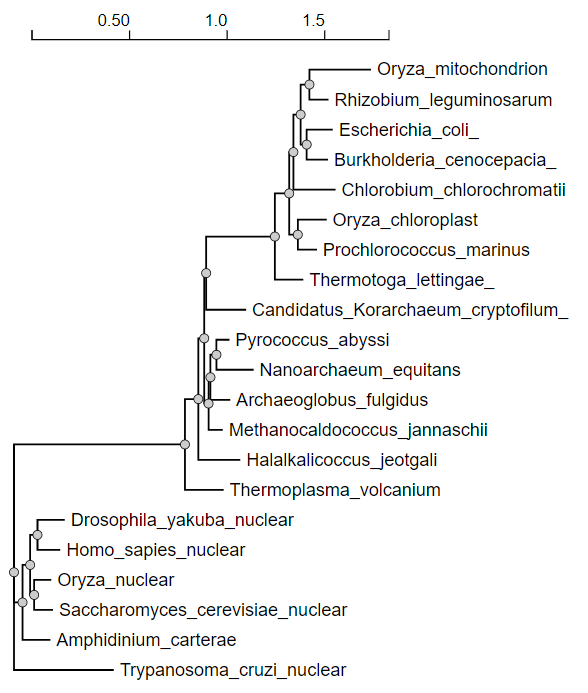 0.50 1.0 1.5
Oryza_mitochondrion
Rhizobium_leguminosarum
Escherichia_coli_
Burkholderia_cenocepacia_
Chlorobium_chlorochromatii
Oryza_chloroplast
Prochlorococcus_marinus
Thermotoga_lettingae_
Candidatus_Korarchaeum_cryptofilum_
Pyrococcus_abyssi
Nanoarchaeum_equitans
Archaeoglobus_fulgidus
Methanocaldococcus_jannaschii
Halalkalicoccus_jeotgali
Thermoplasma_volcanium
Drosophila_yakuba_nuclear
Homo_sapies_nuclear
Oryza_nuclear
Saccharomyces_cerevisiae_nuclear
Amphidinium_carterae
Trypanosoma_cruzi_nuclear